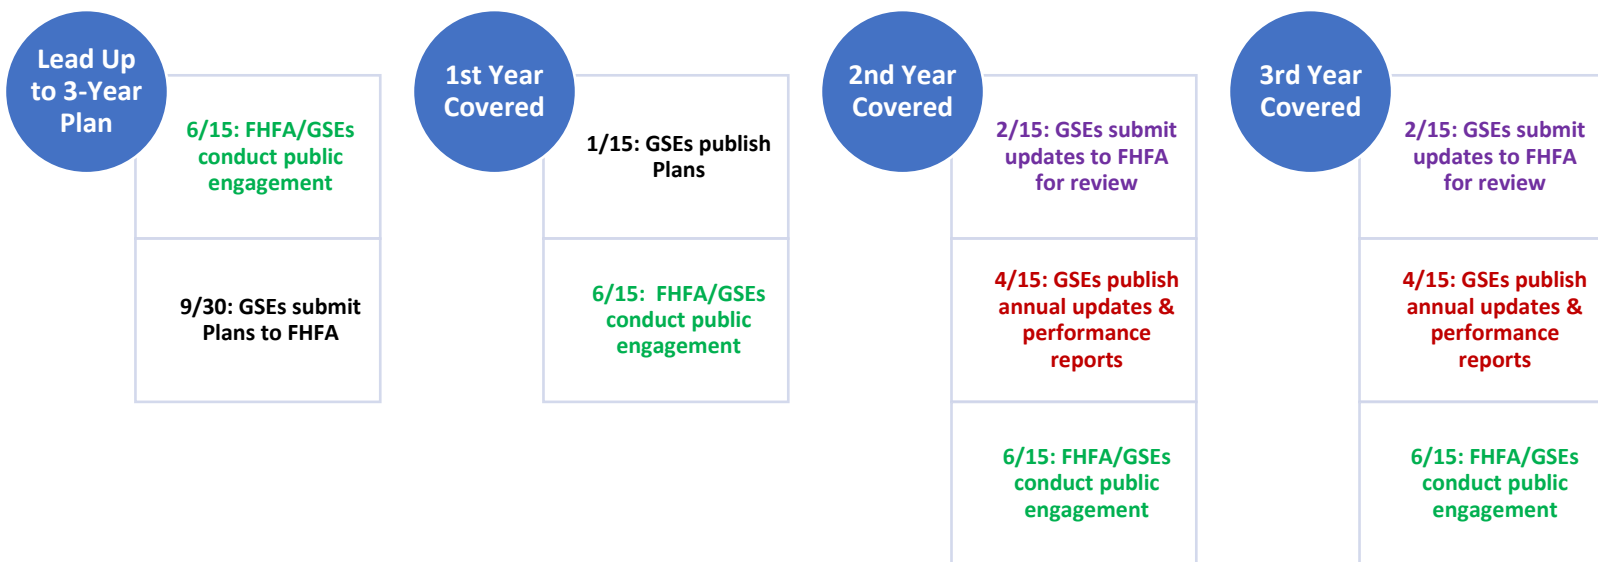 Lead Up
to 3-Year
Plan
6/15: FHFA/GSEs
conduct public
engagement
9/30: GSEs submit
Plans to FHFA
1st Year
Covered
1/15: GSEs publish
Plans
6/15:  FHFA/GSEs
conduct public
engagement
2nd Year
Covered
2/15: GSEs submit
updates to FHFA
for review
4/15: GSEs publish
annual updates &
performance
reports
6/15: FHFA/GSEs
conduct public
engagement
3rd Year
Covered
2/15: GSEs submit
updates to FHFA
for review
4/15: GSEs publish
annual updates &
performance
reports
6/15: FHFA/GSEs
conduct public
engagement